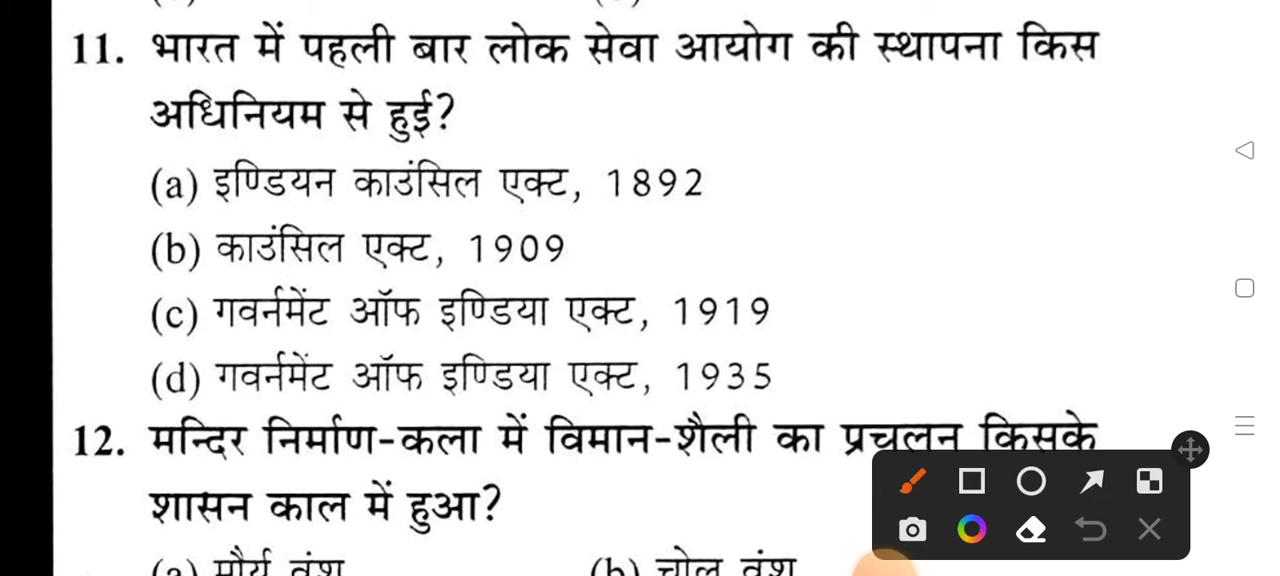 11. भारत में पहली बार लोक सेवा आयोग की स्थापना किस
अधिनियम से हुई?
(a) इण्डियन काउंसिल एक्ट, 1892
(b) काउंसिल एक्ट, 1909
(c) गवर्नमेंट ऑफ इण्डिया एक्ट, 1919
(d) गवर्नमेंट ऑफ इण्डिया एक्ट, 1935
12. मन्दिर निर्माण-कला में विमान-शैली का प्रचलन किसके
शासन काल में हुआ?
(a) मौर्य वंश (b) चोल वंश